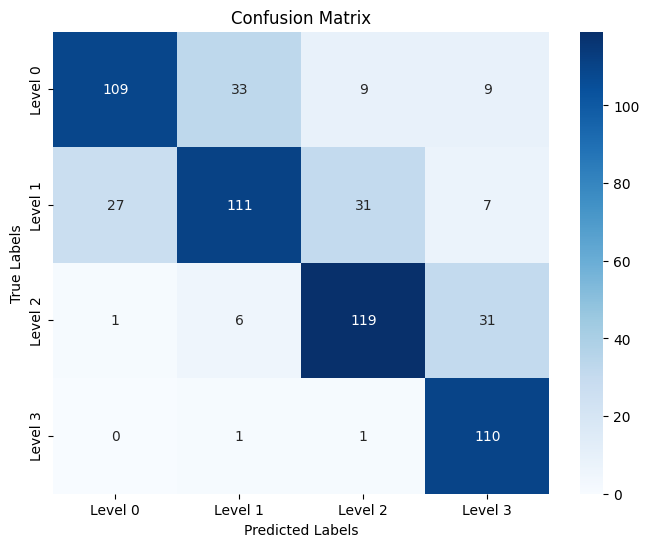 Confusion Matrix
True Labels
Level 0
109 33 9 9
Level 1
27 111 31 7
Level 2
1 6 119 31
Level 3
0 1 1 110
Level 0 Level 1 Level 2 Level 3
Predicted Labels
100
80
60
40
20
0